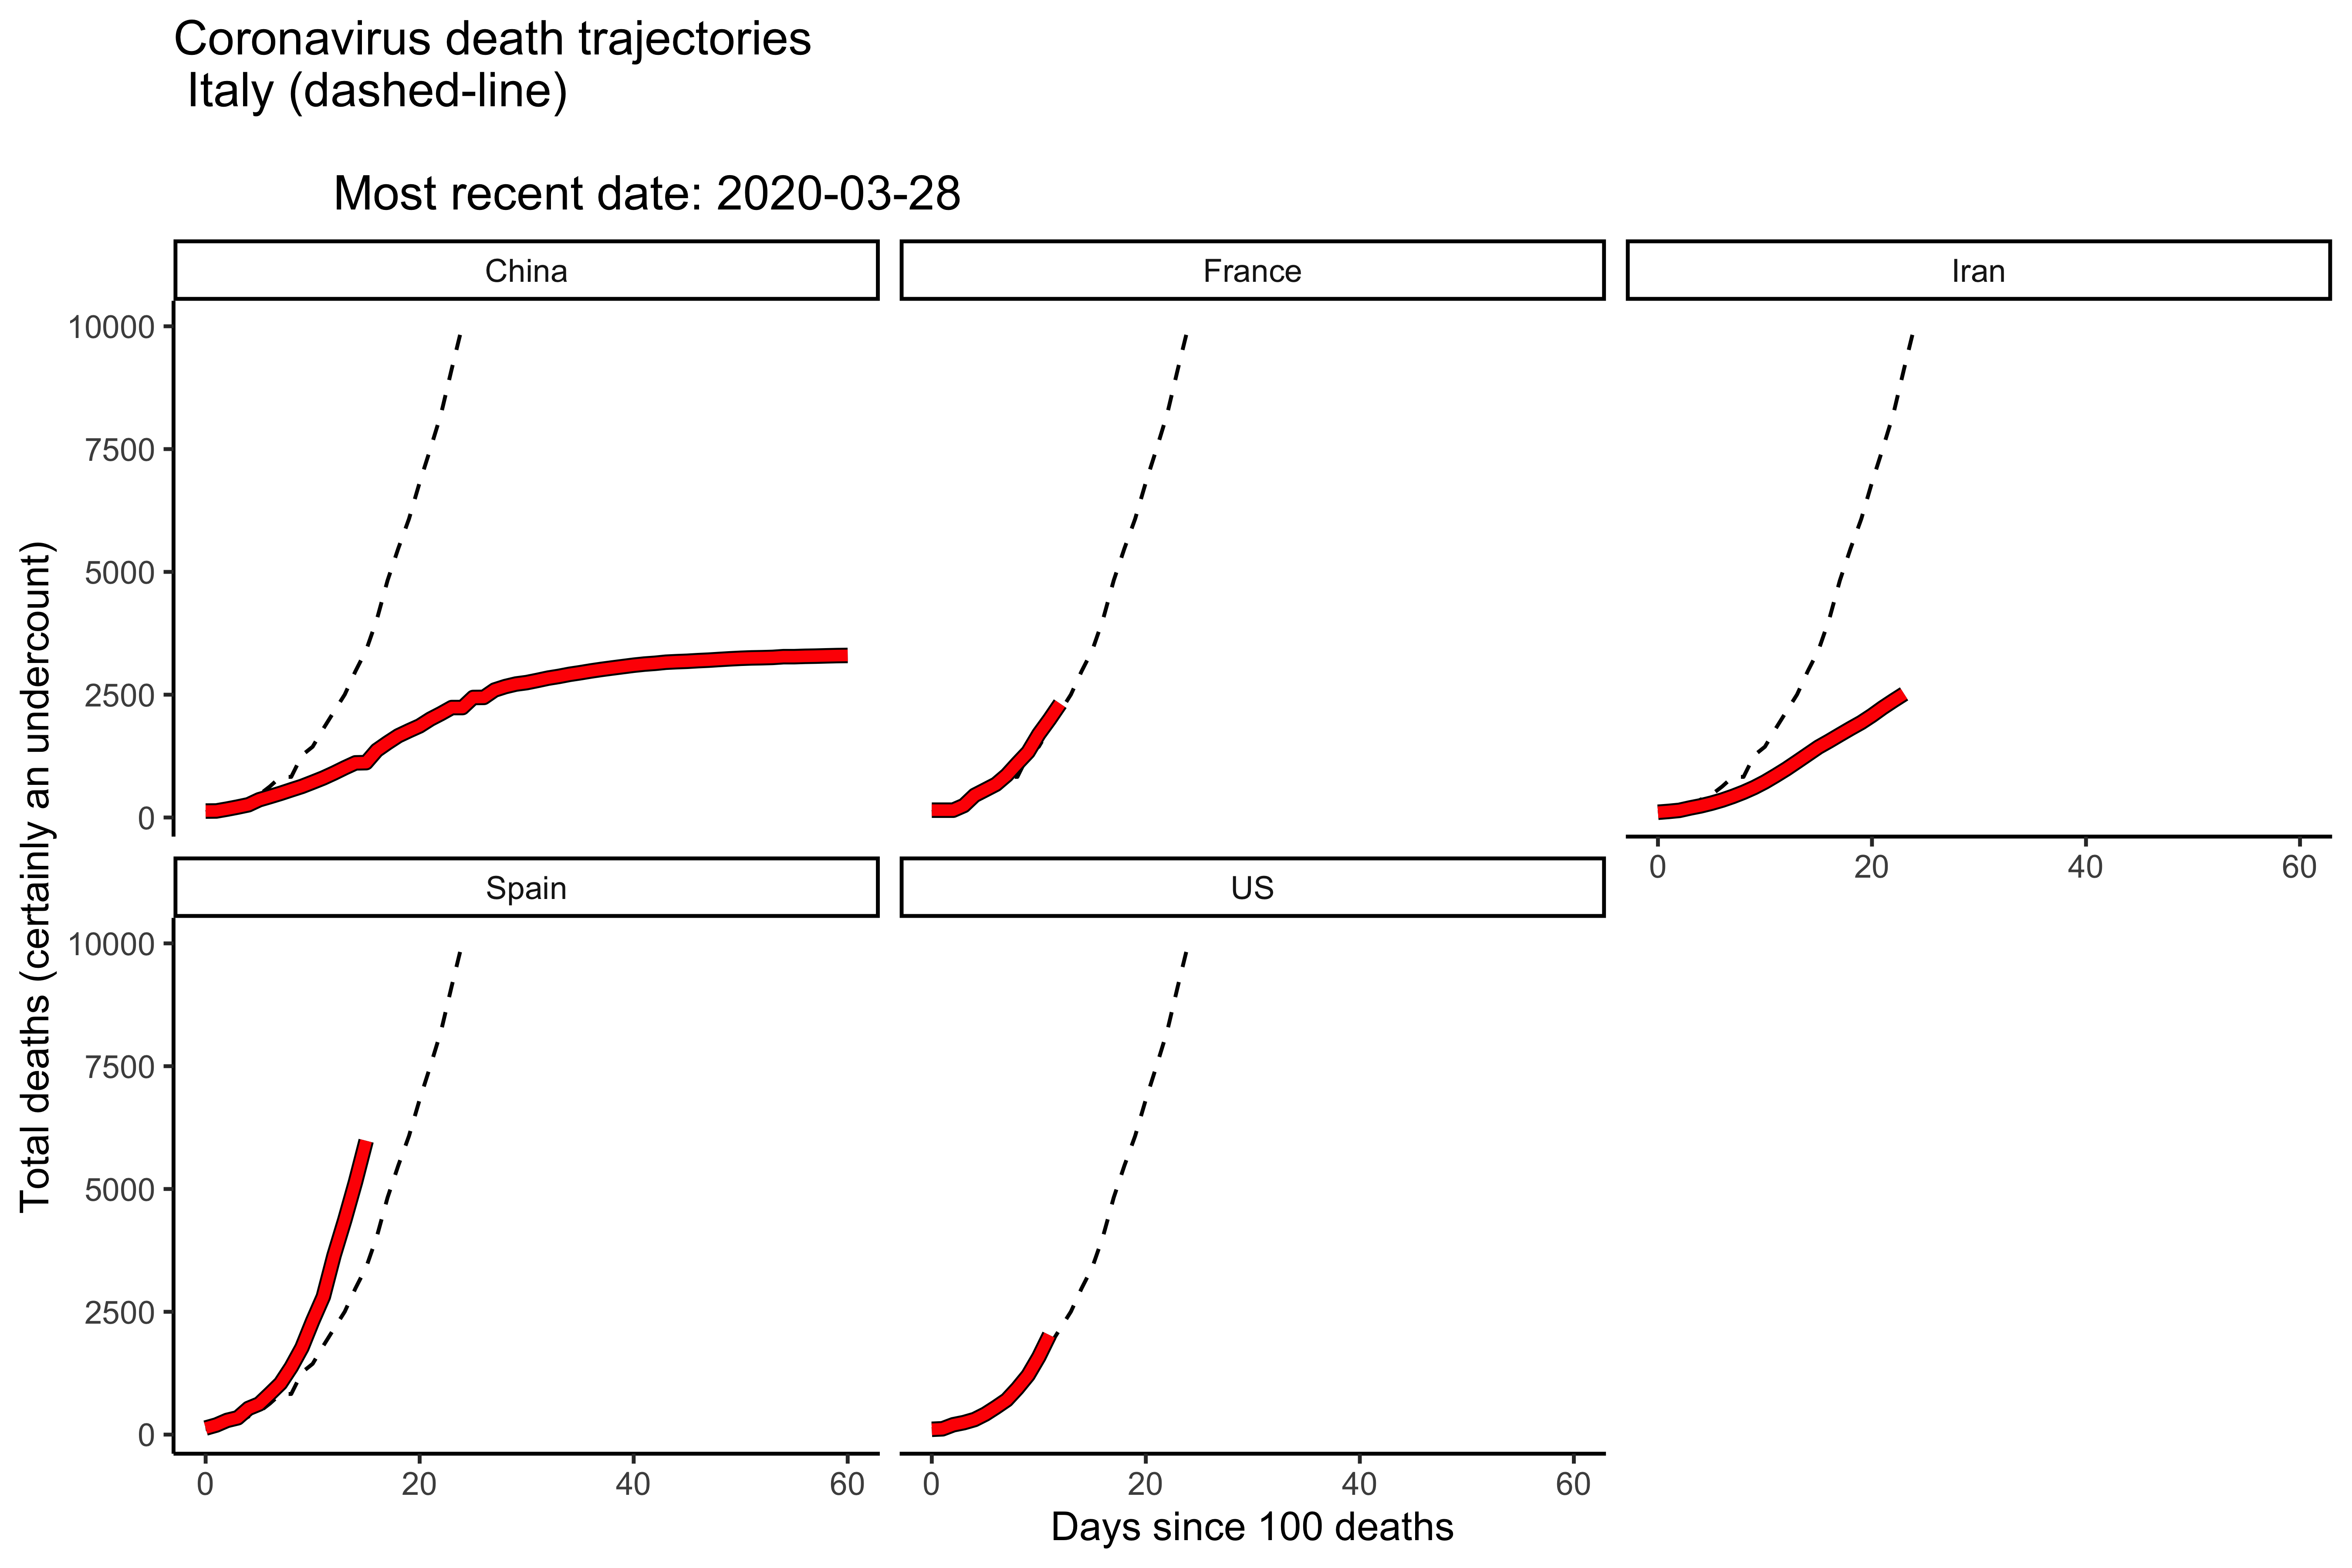 Coronavirus death trajectories
Italy (dashed-line)
Most recent date: 2020-03-28
China
France
Iran
10000
7500
5000
2500
0
0 20 40 60
Spain
US
10000
7500
5000
2500
0
0 20 40 60
0 20 40 60
Total deaths (certainly an undercount)
Days since 100 deaths